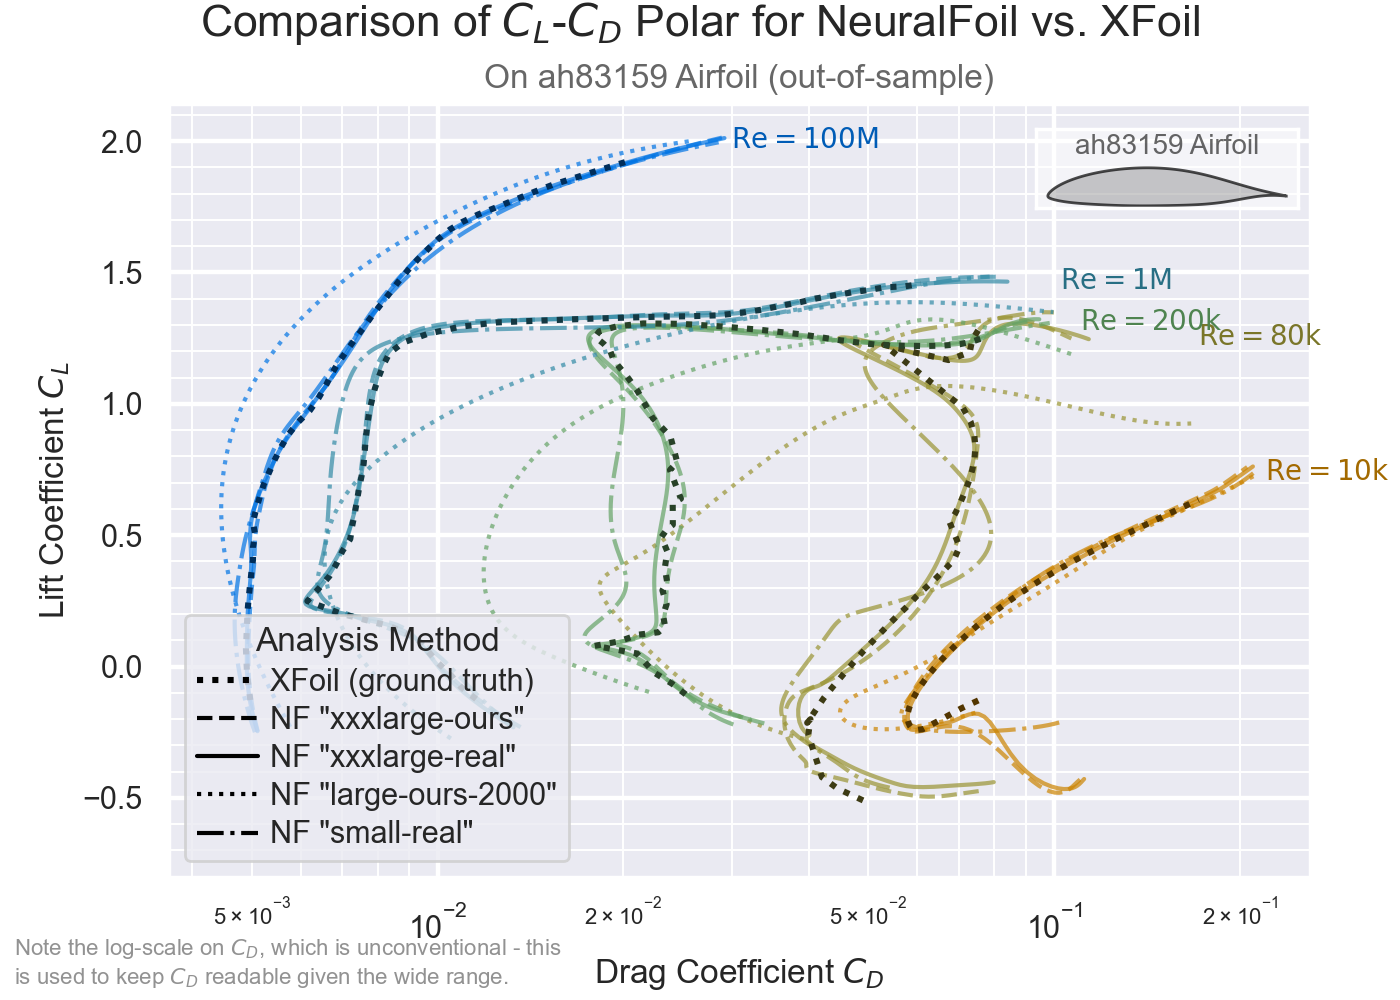 Comparison of C_L-C_D Polar for NeuralFoil vs. XFoil
On ah83159 Airfoil (out-of-sample)
Re = 100M
ah83159 Airfoil
Re = 1M
Re = 200k
Re = 80k
Re = 10k
2.0
1.5
1.0
0.5
0.0
−0.5
Lift Coefficient C_L
Analysis Method
XFoil (ground truth)
NF "xxxlarge-ours"
NF "xxxlarge-real"
NF "large-ours-2000"
NF "small-real"
5 × 10⁻³
10⁻²
2 × 10⁻²
5 × 10⁻²
10⁻¹
2 × 10⁻¹
Drag Coefficient C_D
Note the log-scale on C_D, which is unconventional - this
is used to keep C_D readable given the wide range.